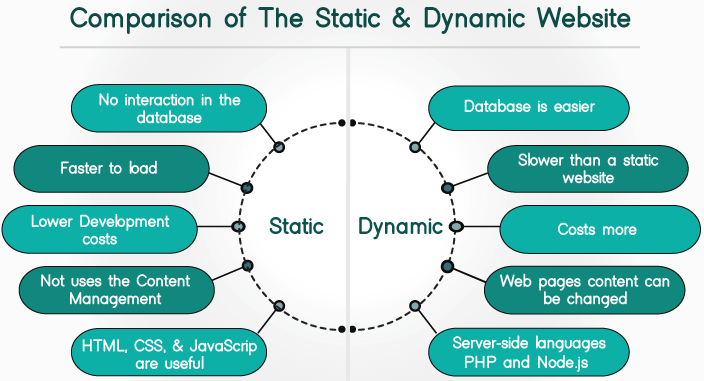 Comparison of The Static & Dynamic Website
No interaction in the
database
Faster to load
Lower Development
costs
Not uses the Content
Management
HTML, CSS, & JavaScrip
are useful
Static
Dynamic
Database is easier
Slower than a static
website
Costs more
Web pages content can
be changed
Server-side languages
PHP and Node.js